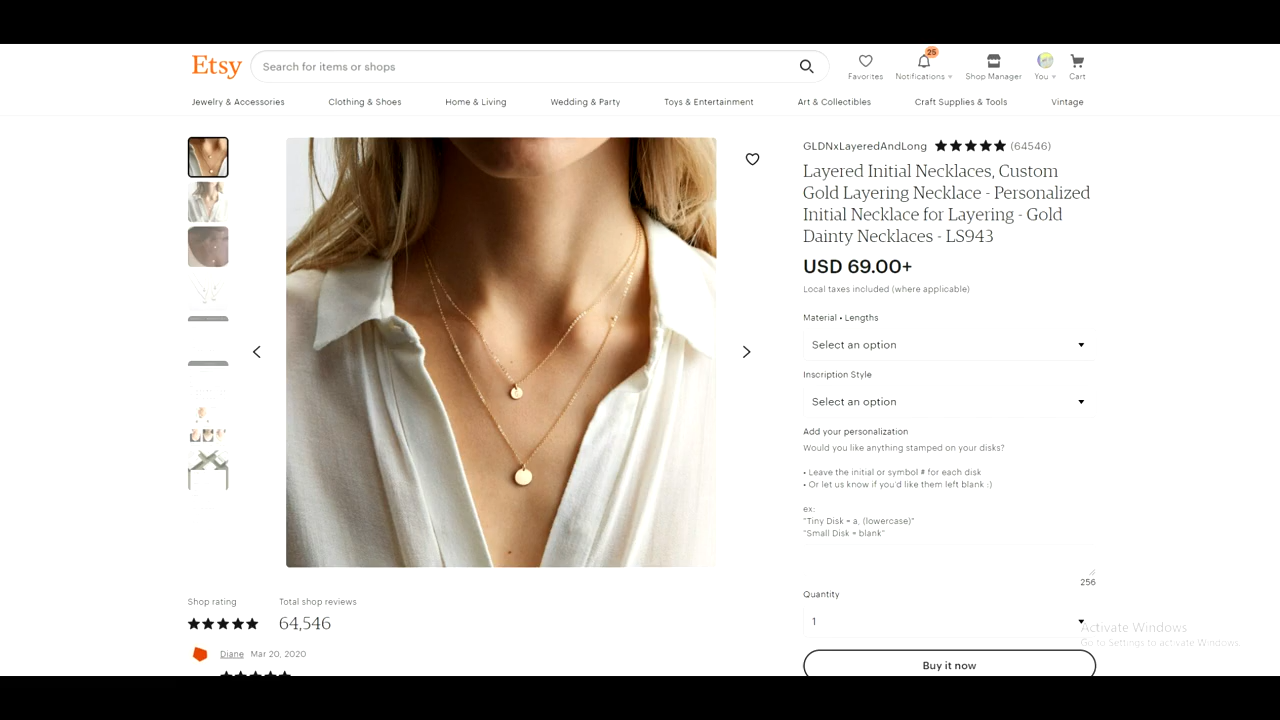 Etsy
Search for items or shops
25
Favorites
Notifications
Shop Manager
You
Cart
Jewelry & Accessories
Clothing & Shoes
Home & Living
Wedding & Party
Toys & Entertainment
Art & Collectibles
Craft Supplies & Tools
Vintage
GLDNxLayeredAndLong ★★★★★ (64546)
Layered Initial Necklaces, Custom
Gold Layering Necklace - Personalized
Initial Necklace for Layering - Gold
Dainty Necklaces - LS943
USD 69.00+
Local taxes included (where applicable)
Material • Lengths
Select an option
Inscription Style
Select an option
Add your personalization
Would you like anything stamped on your disks?
• Leave the initial or symbol # for each disk
• Or let us know if you'd like them left blank :)
ex:
"Tiny Disk = a, (lowercase)"
"Small Disk = blank"
256
Quantity
1
Buy it now
Shop rating
Total shop reviews
★★★★★
64,546
Diane Mar 20, 2020
Activate Windows
Go to Settings to activate Windows.